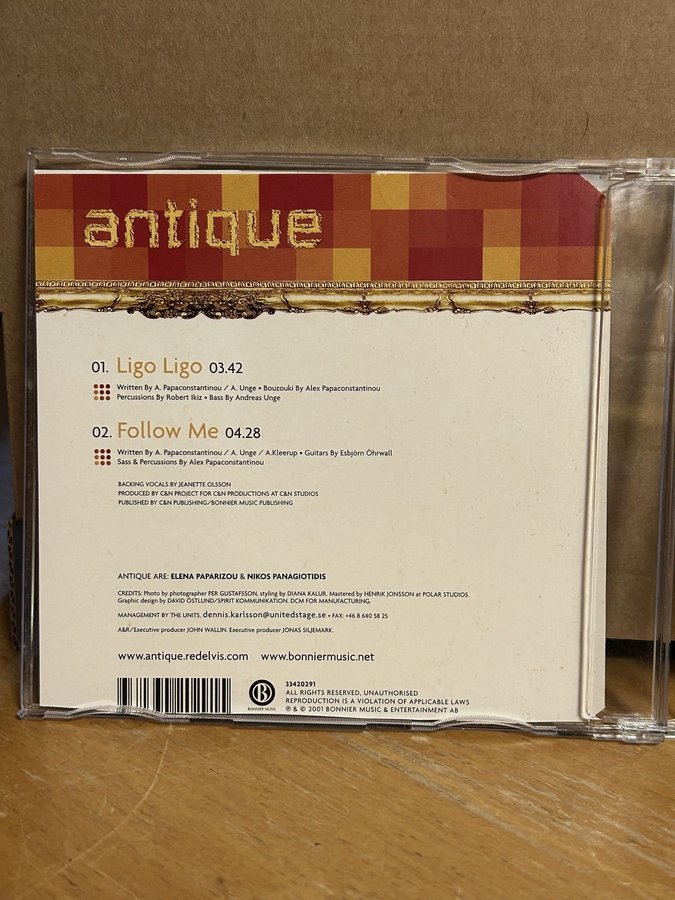 antique
01. Ligo Ligo 03.42
Written By A. Papaconstantinou / A. Unge • Bouzouki By Alex Papaconstantinou
Percussions By Robert Ikiz • Bass By Andreas Unge
02. Follow Me 04.28
Written By A. Papaconstantinou / A. Unge / A.Kleerup • Guitars By Esbjörn Öhrwall
Sass & Percussions By Alex Papaconstantinou
BACKING VOCALS BY JEANETTE OLSSON
PRODUCED BY C&N PROJECT FOR C&N PRODUCTIONS AT C&N STUDIOS
PUBLISHED BY C&N PUBLISHING/BONNIER MUSIC PUBLISHING
ANTIQUE ARE: ELENA PAPARIZOU & NIKOS PANAGIOTIDIS
CREDITS: Photo by photographer PER GUSTAFSSON, styling by DIANA KALUR. Mastered by HENRIK JONSSON at POLAR STUDIOS.
Graphic design by DAVID ÖSTLUND/SPIRIT KOMMUNIKATION. DCM FOR MANUFACTURING.
MANAGEMENT BY THE UNITS. dennis.karlsson@unitedstage.se • FAX: +46 8 640 58 25
A&R/Executive producer JOHN WALLIN. Executive producer JONAS SILJEMARK.
www.antique.redelvis.com www.bonniermusic.net
B
BONNIER MUSIC
33420291
ALL RIGHTS RESERVED, UNAUTHORISED
REPRODUCTION IS A VIOLATION OF APPLICABLE LAWS
℗ & © 2001 BONNIER MUSIC & ENTERTAINMENT AB